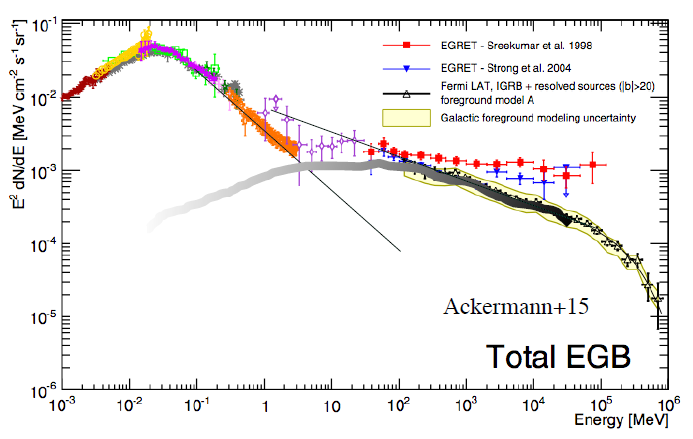 10⁻¹
10⁻²
10⁻³
10⁻⁴
10⁻⁵
10⁻⁶
E² dN/dE [MeV cm⁻² s⁻¹ sr⁻¹]
EGRET - Sreekumar et al. 1998
EGRET - Strong et al. 2004
Fermi LAT, IGRB + resolved sources (|b|>20)
foreground model A
Galactic foreground modeling uncertainty
Ackermann+15
Total EGB
10⁻³ 10⁻² 10⁻¹ 1 10 10² 10³ 10⁴ 10⁵ 10⁶
Energy [MeV]